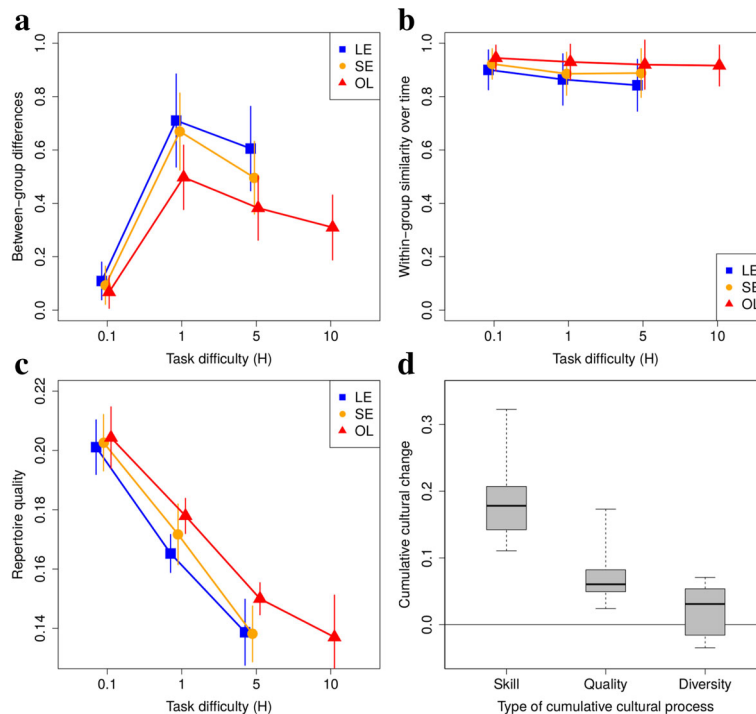 a
Between−group differences
1.0
0.8
0.6
0.4
0.2
0.0
LE
SE
OL
0.1 1 5 10
Task difficulty (H)
b
Within−group similarity over time
1.0
0.8
0.6
0.4
0.2
0.0
LE
SE
OL
0.1 1 5 10
Task difficulty (H)
c
Repertoire quality
0.22
0.20
0.18
0.16
0.14
LE
SE
OL
0.1 1 5 10
Task difficulty (H)
d
Cumulative cultural change
0.3
0.2
0.1
0.0
Skill Quality Diversity
Type of cumulative cultural process